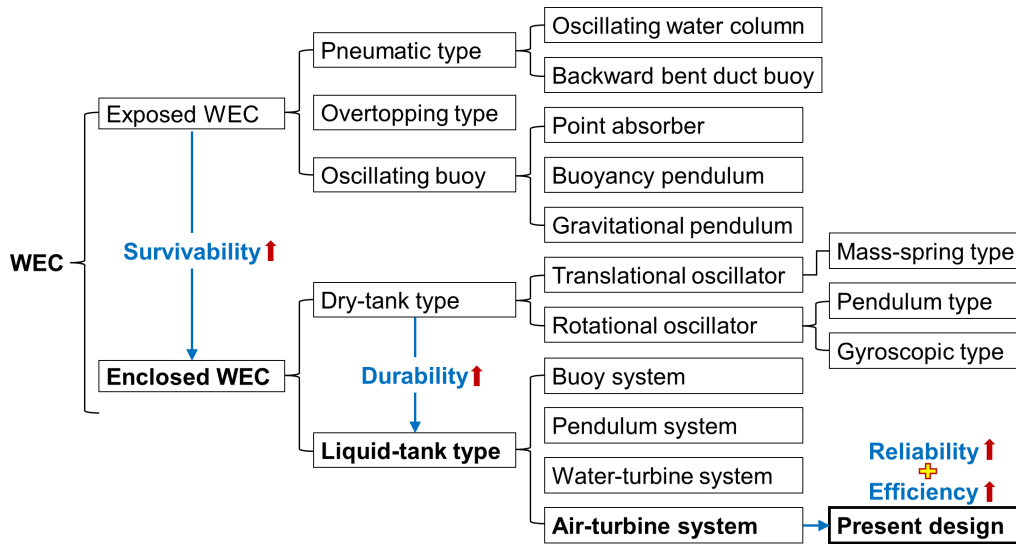 WEC
Exposed WEC
Survivability
Enclosed WEC
Pneumatic type
Overtopping type
Oscillating buoy
Dry-tank type
Durability
Liquid-tank type
Oscillating water column
Backward bent duct buoy
Point absorber
Buoyancy pendulum
Gravitational pendulum
Translational oscillator
Rotational oscillator
Buoy system
Pendulum system
Water-turbine system
Air-turbine system
Mass-spring type
Pendulum type
Gyroscopic type
Reliability
Efficiency
Present design